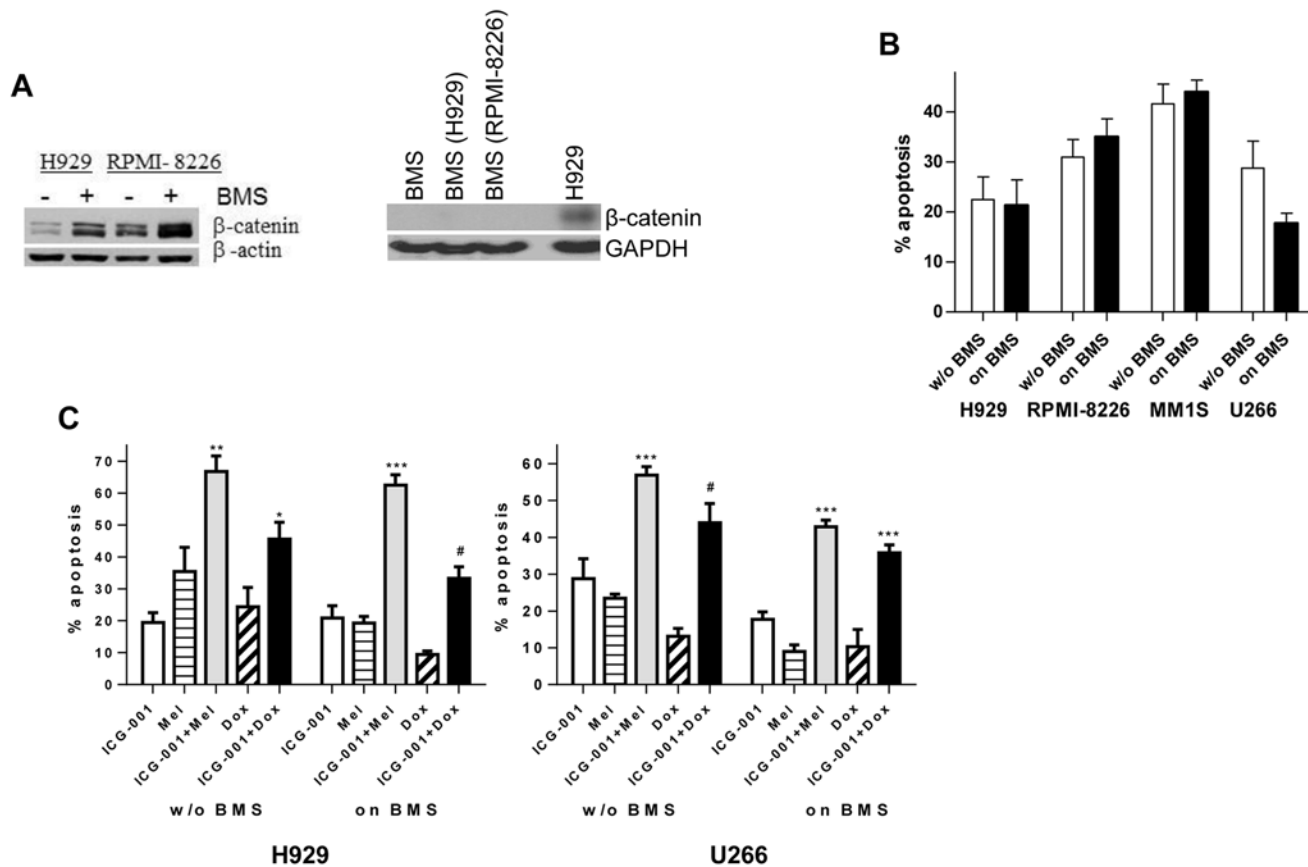 A
H929 RPMI- 8226
- + - + BMS
β-catenin
β -actin
BMS
BMS (H929)
BMS (RPMI-8226)
H929
β-catenin
GAPDH
B
% apoptosis
40
30
20
10
0
w/o BMS
on BMS
w/o BMS
on BMS
w/o BMS
on BMS
w/o BMS
on BMS
H929 RPMI-8226 MM1S U266
C
% apoptosis
70
60
50
40
30
20
10
0
** * *** #
ICG-001
Mel
ICG-001+Mel
Dox
ICG-001+Dox
ICG-001
Mel
ICG-001+Mel
Dox
ICG-001+Dox
w/o BMS on BMS
H929
% apoptosis
60
50
40
30
20
10
0
*** # *** ***
ICG-001
Mel
ICG-001+Mel
Dox
ICG-001+Dox
ICG-001
Mel
ICG-001+Mel
Dox
ICG-001+Dox
w/o BMS on BMS
U266